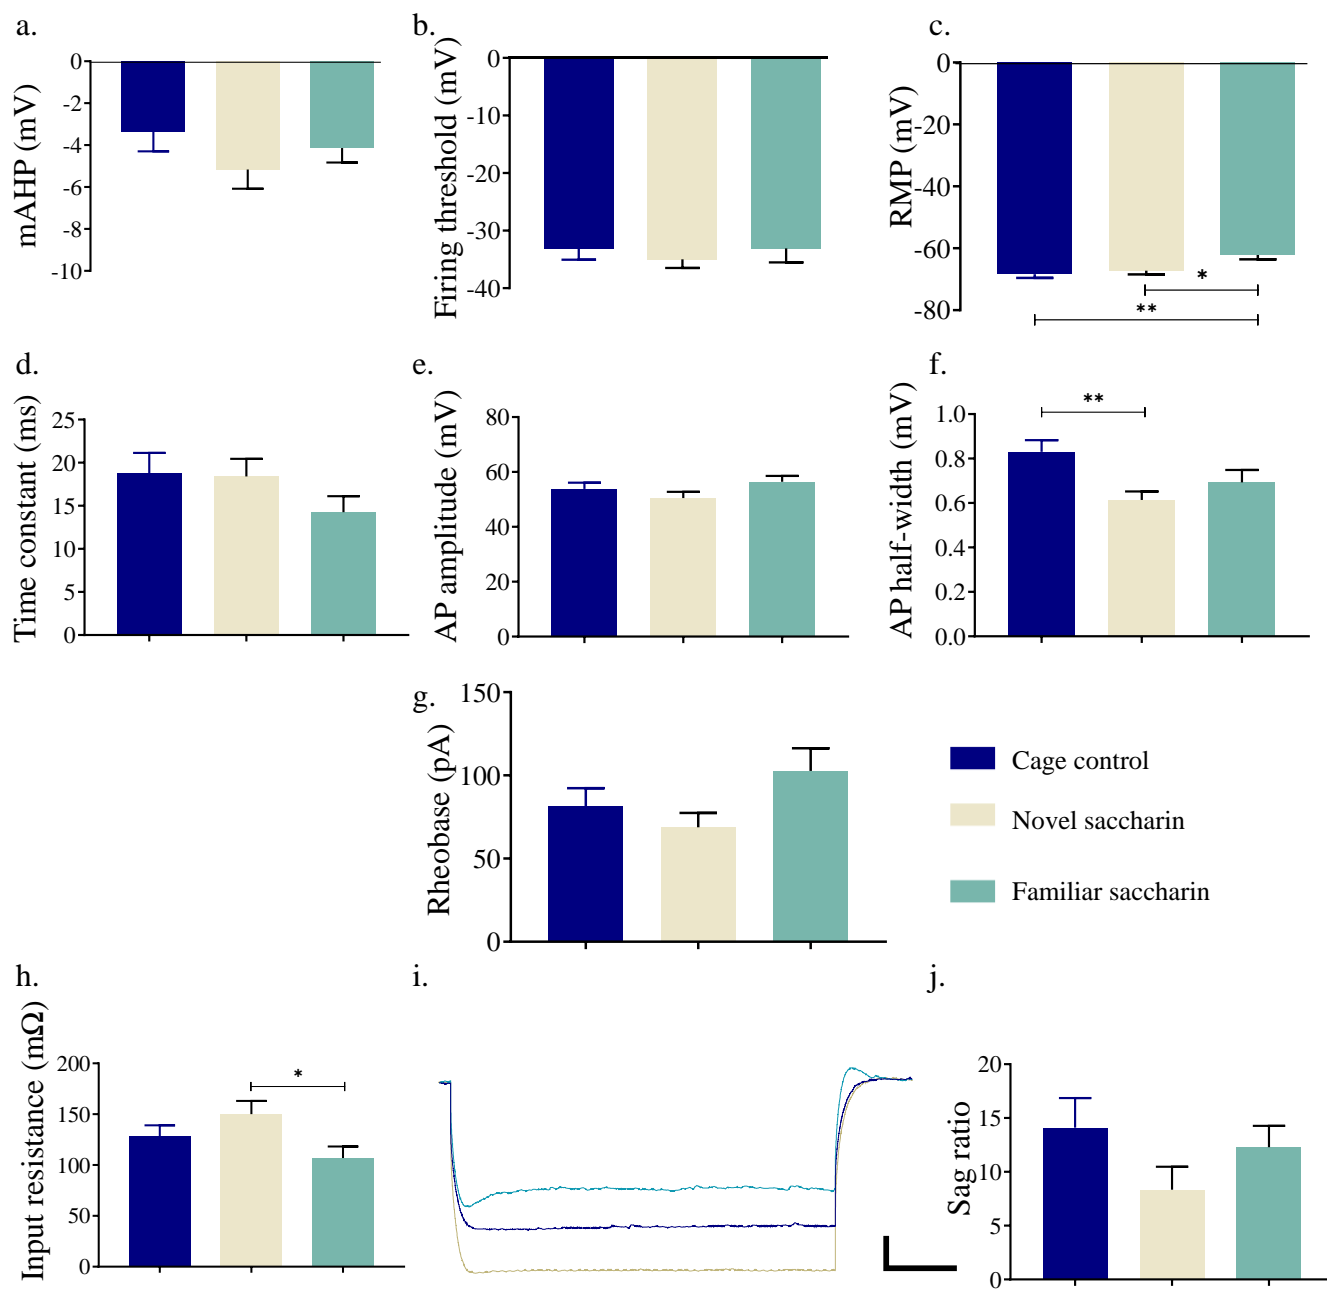 a.
mAHP (mV)
0
-2
-4
-6
-8
-10
b.
Firing threshold (mV)
0
-10
-20
-30
-40
c.
RMP (mV)
0
-20
-40
-60
-80
*
**
d.
Time constant (ms)
25
20
15
10
5
0
e.
AP amplitude (mV)
80
60
40
20
0
f.
AP half-width (mV)
1.0
0.8
0.6
0.4
0.2
0.0
**
g.
Rheobase (pA)
150
100
50
0
Cage control
Novel saccharin
Familiar saccharin
h.
Input resistance (mΩ)
200
150
100
50
0
*
i.
j.
Sag ratio
20
15
10
5
0